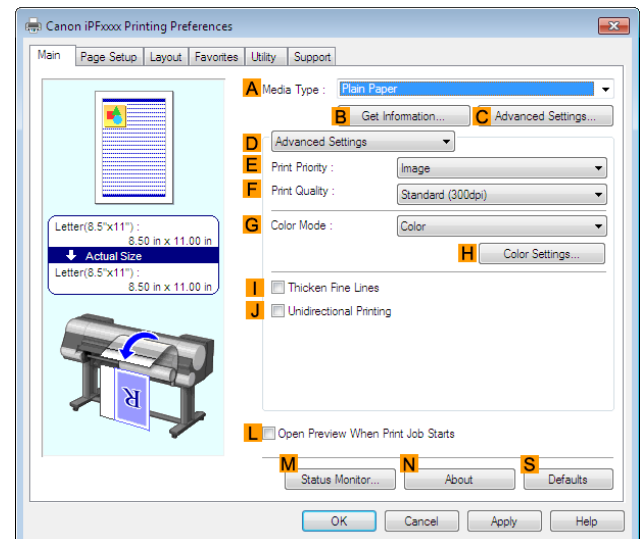 Canon iPFxxxx Printing Preferences
Main Page Setup Layout Favorites Utility Support
A Media Type : Plain Paper
B Get Infomation... C Advanced Settings...
D Advanced Settings
E Print Priority : Image
F Print Quality : Standard (300dpi)
G Color Mode : Color
H Color Settings...
Letter(8.5"x11") :
8.50 in x 11.00 in
Actual Size
Letter(8.5"x11") :
8.50 in x 11.00 in
I Thicken Fine Lines
J Unidirectional Printing
R
L Open Preview When Print Job Starts
M Status Monitor... N About S Defaults
OK Cancel Apply Help